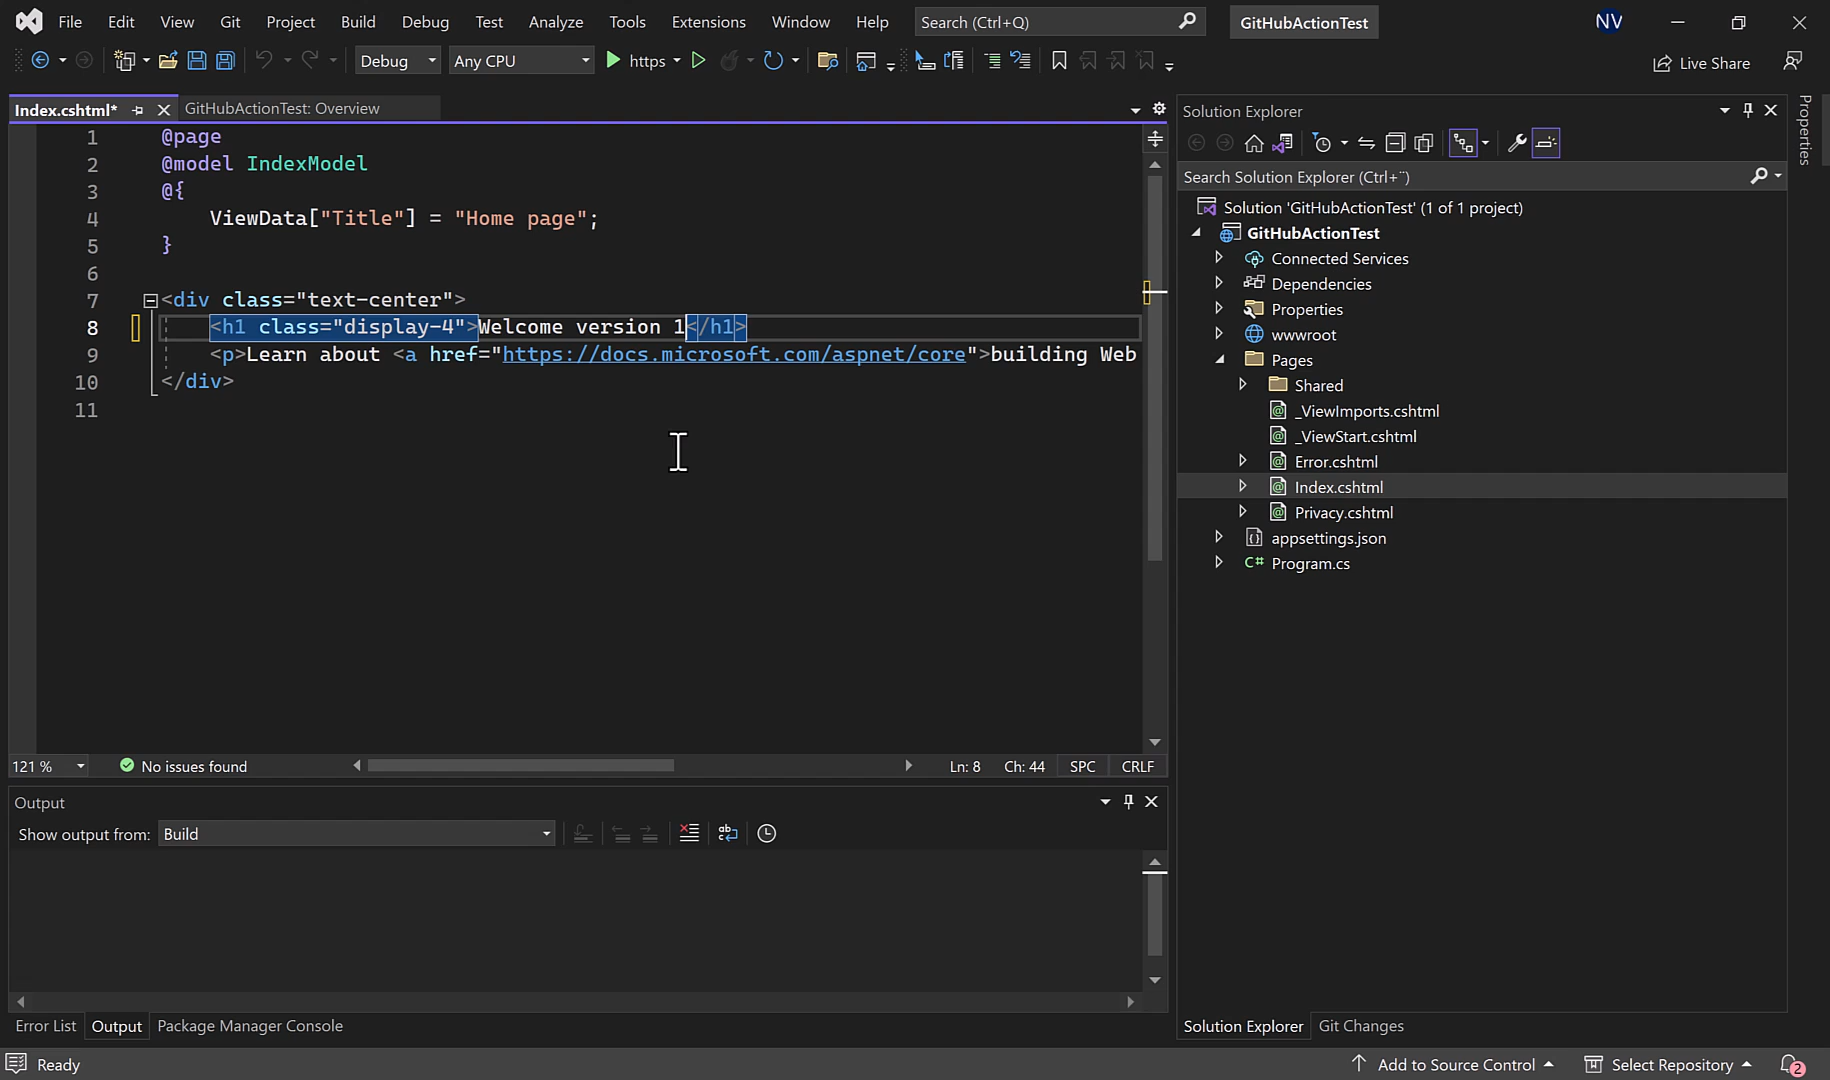 File Edit View Git Project Build Debug Test Analyze Tools Extensions Window Help Search (Ctrl+Q) GitHubActionTest NV
Debug Any CPU https Live Share
Index.cshtml* GitHubActionTest: Overview
1 @page
2 @model IndexModel
3 @{
4 ViewData["Title"] = "Home page";
5 }
6
7 <div class="text-center">
8 <h1 class="display-4">Welcome version 1</h1>
9 <p>Learn about <a href="https://docs.microsoft.com/aspnet/core">building Web
10 </div>
11
121 % No issues found Ln: 8 Ch: 44 SPC CRLF
Output
Show output from: Build
Error List Output Package Manager Console
Solution Explorer
Search Solution Explorer (Ctrl+¨)
Solution 'GitHubActionTest' (1 of 1 project)
GitHubActionTest
Connected Services
Dependencies
Properties
wwwroot
Pages
Shared
_ViewImports.cshtml
_ViewStart.cshtml
Error.cshtml
Index.cshtml
Privacy.cshtml
appsettings.json
C# Program.cs
Solution Explorer Git Changes
Properties
Ready Add to Source Control Select Repository 2